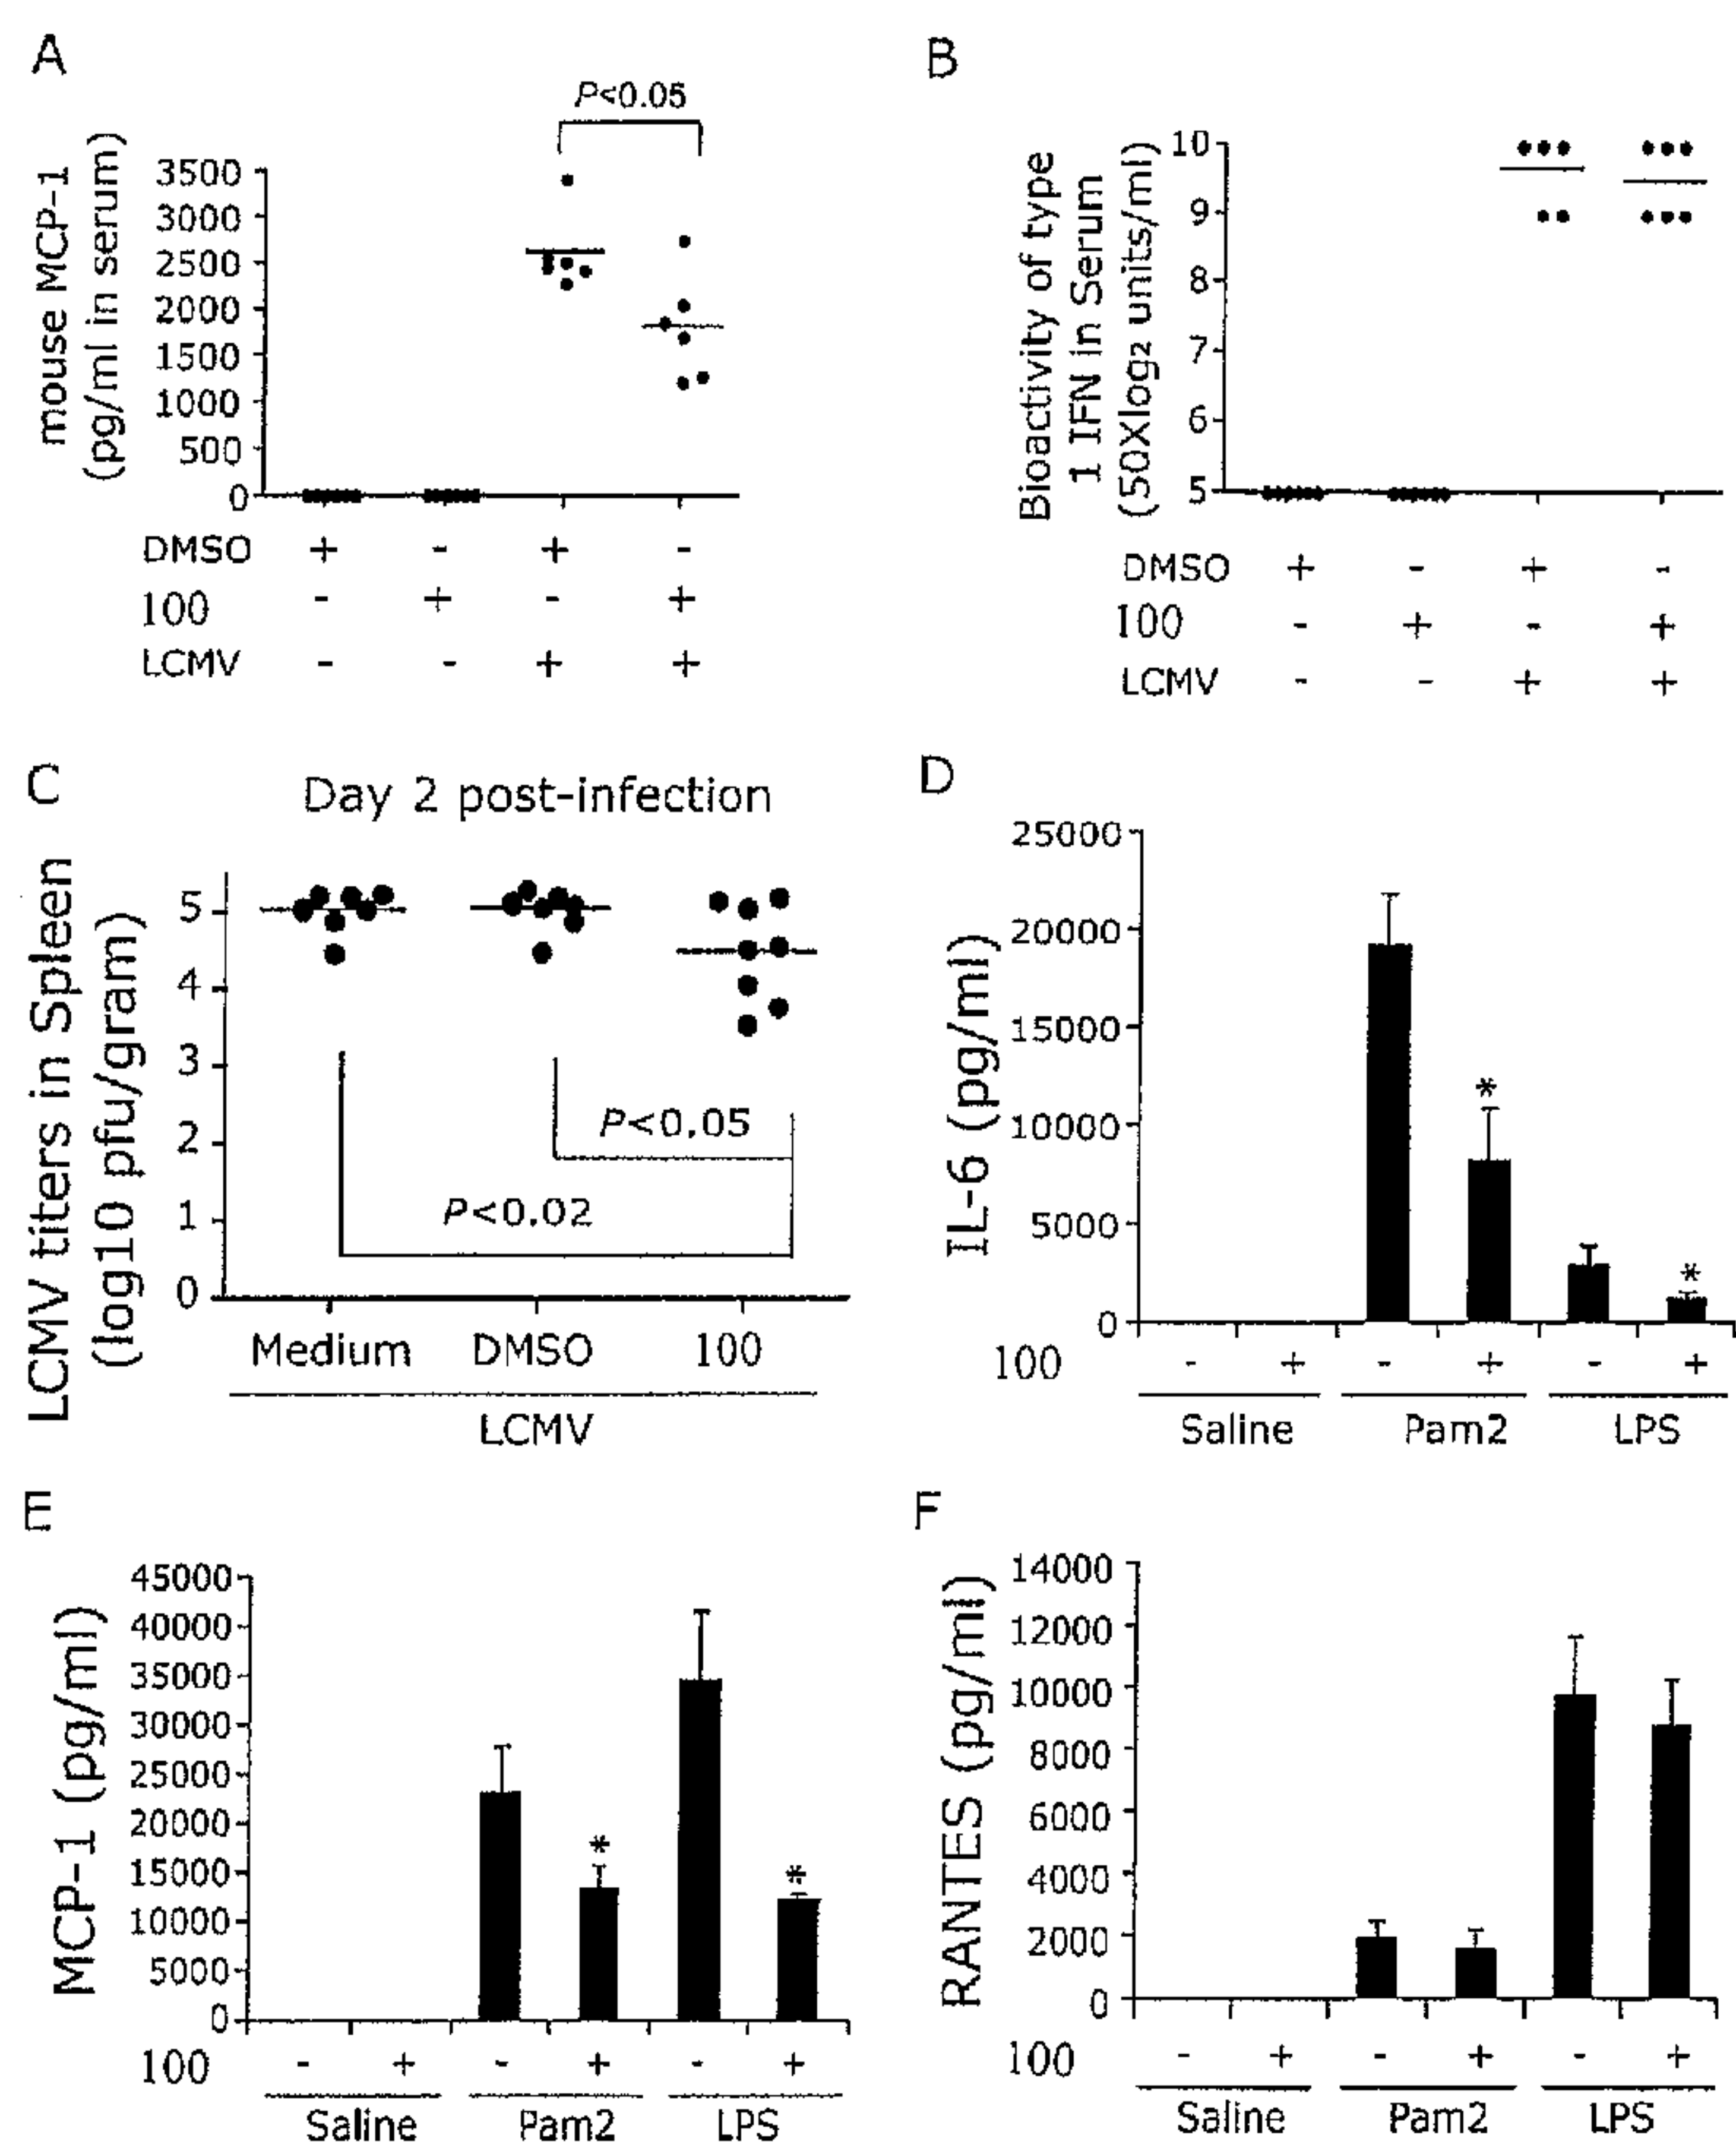 A
P<0.05
mouse MCP-1
(pg/ml in serum)
3500
3000
2500
2000
1500
1000
500
0
DMSO + - + -
100 - + - +
LCMV - - + +
B
Bioactivity of type
1 IFN in Serum
(50Xlog2 units/ml)
10
9
8
7
6
5
DMSO + - + -
100 - + - +
LCMV - - + +
C
Day 2 post-infection
LCMV titers in Spleen
(log10 pfu/gram)
5
4
3
2
1
0
P<0.05
P<0.02
Medium DMSO 100
LCMV
D
IL-6 (pg/ml)
25000
20000
15000
10000
5000
0
*
*
100 - + - + - +
Saline Pam2 LPS
E
MCP-1 (pg/ml)
45000
40000
35000
30000
25000
20000
15000
10000
5000
0
*
*
100 - + - + - +
Saline Pam2 LPS
F
RANTES (pg/ml)
14000
12000
10000
8000
6000
4000
2000
0
100 - + - + - +
Saline Pam2 LPS